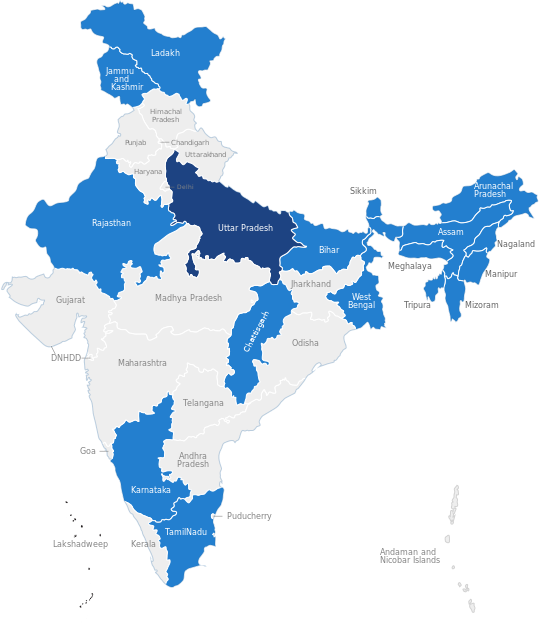 Ladakh
Jammu
and
Kashmir
Himachal
Pradesh
Punjab
Chandigarh
Uttarakhand
Haryana
Delhi
Sikkim
Arunachal
Pradesh
Rajasthan
Uttar Pradesh
Assam
Nagaland
Bihar
Meghalaya
Manipur
Jharkhand
Gujarat
Madhya Pradesh
West
Bengal
Tripura
Mizoram
Chattisgarh
Odisha
DNHDD
Maharashtra
Telangana
Goa
Andhra
Pradesh
Karnataka
Puducherry
TamilNadu
Lakshadweep
Kerala
Andaman and
Nicobar Islands